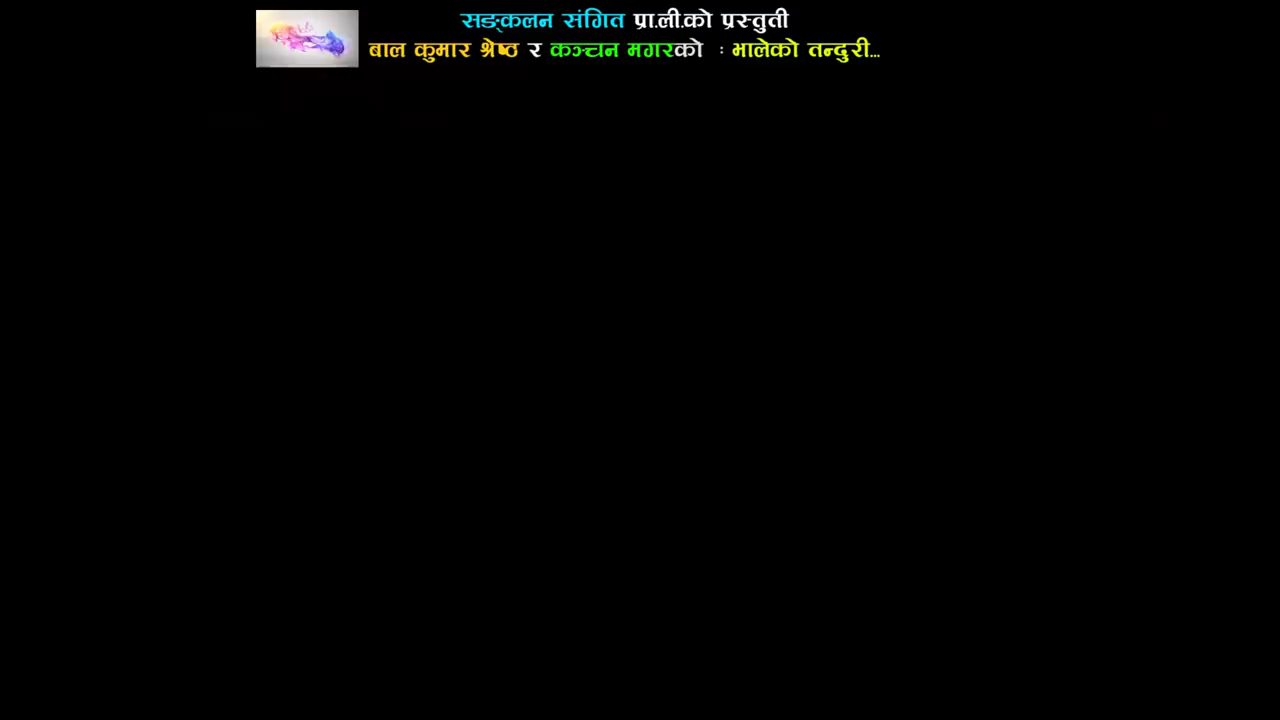 सङ्कलन संगित प्रा.ली.को प्रस्तुती
बाल कुमार श्रेष्ठ र कञ्चन मगरको : भालेको तन्दुरी...